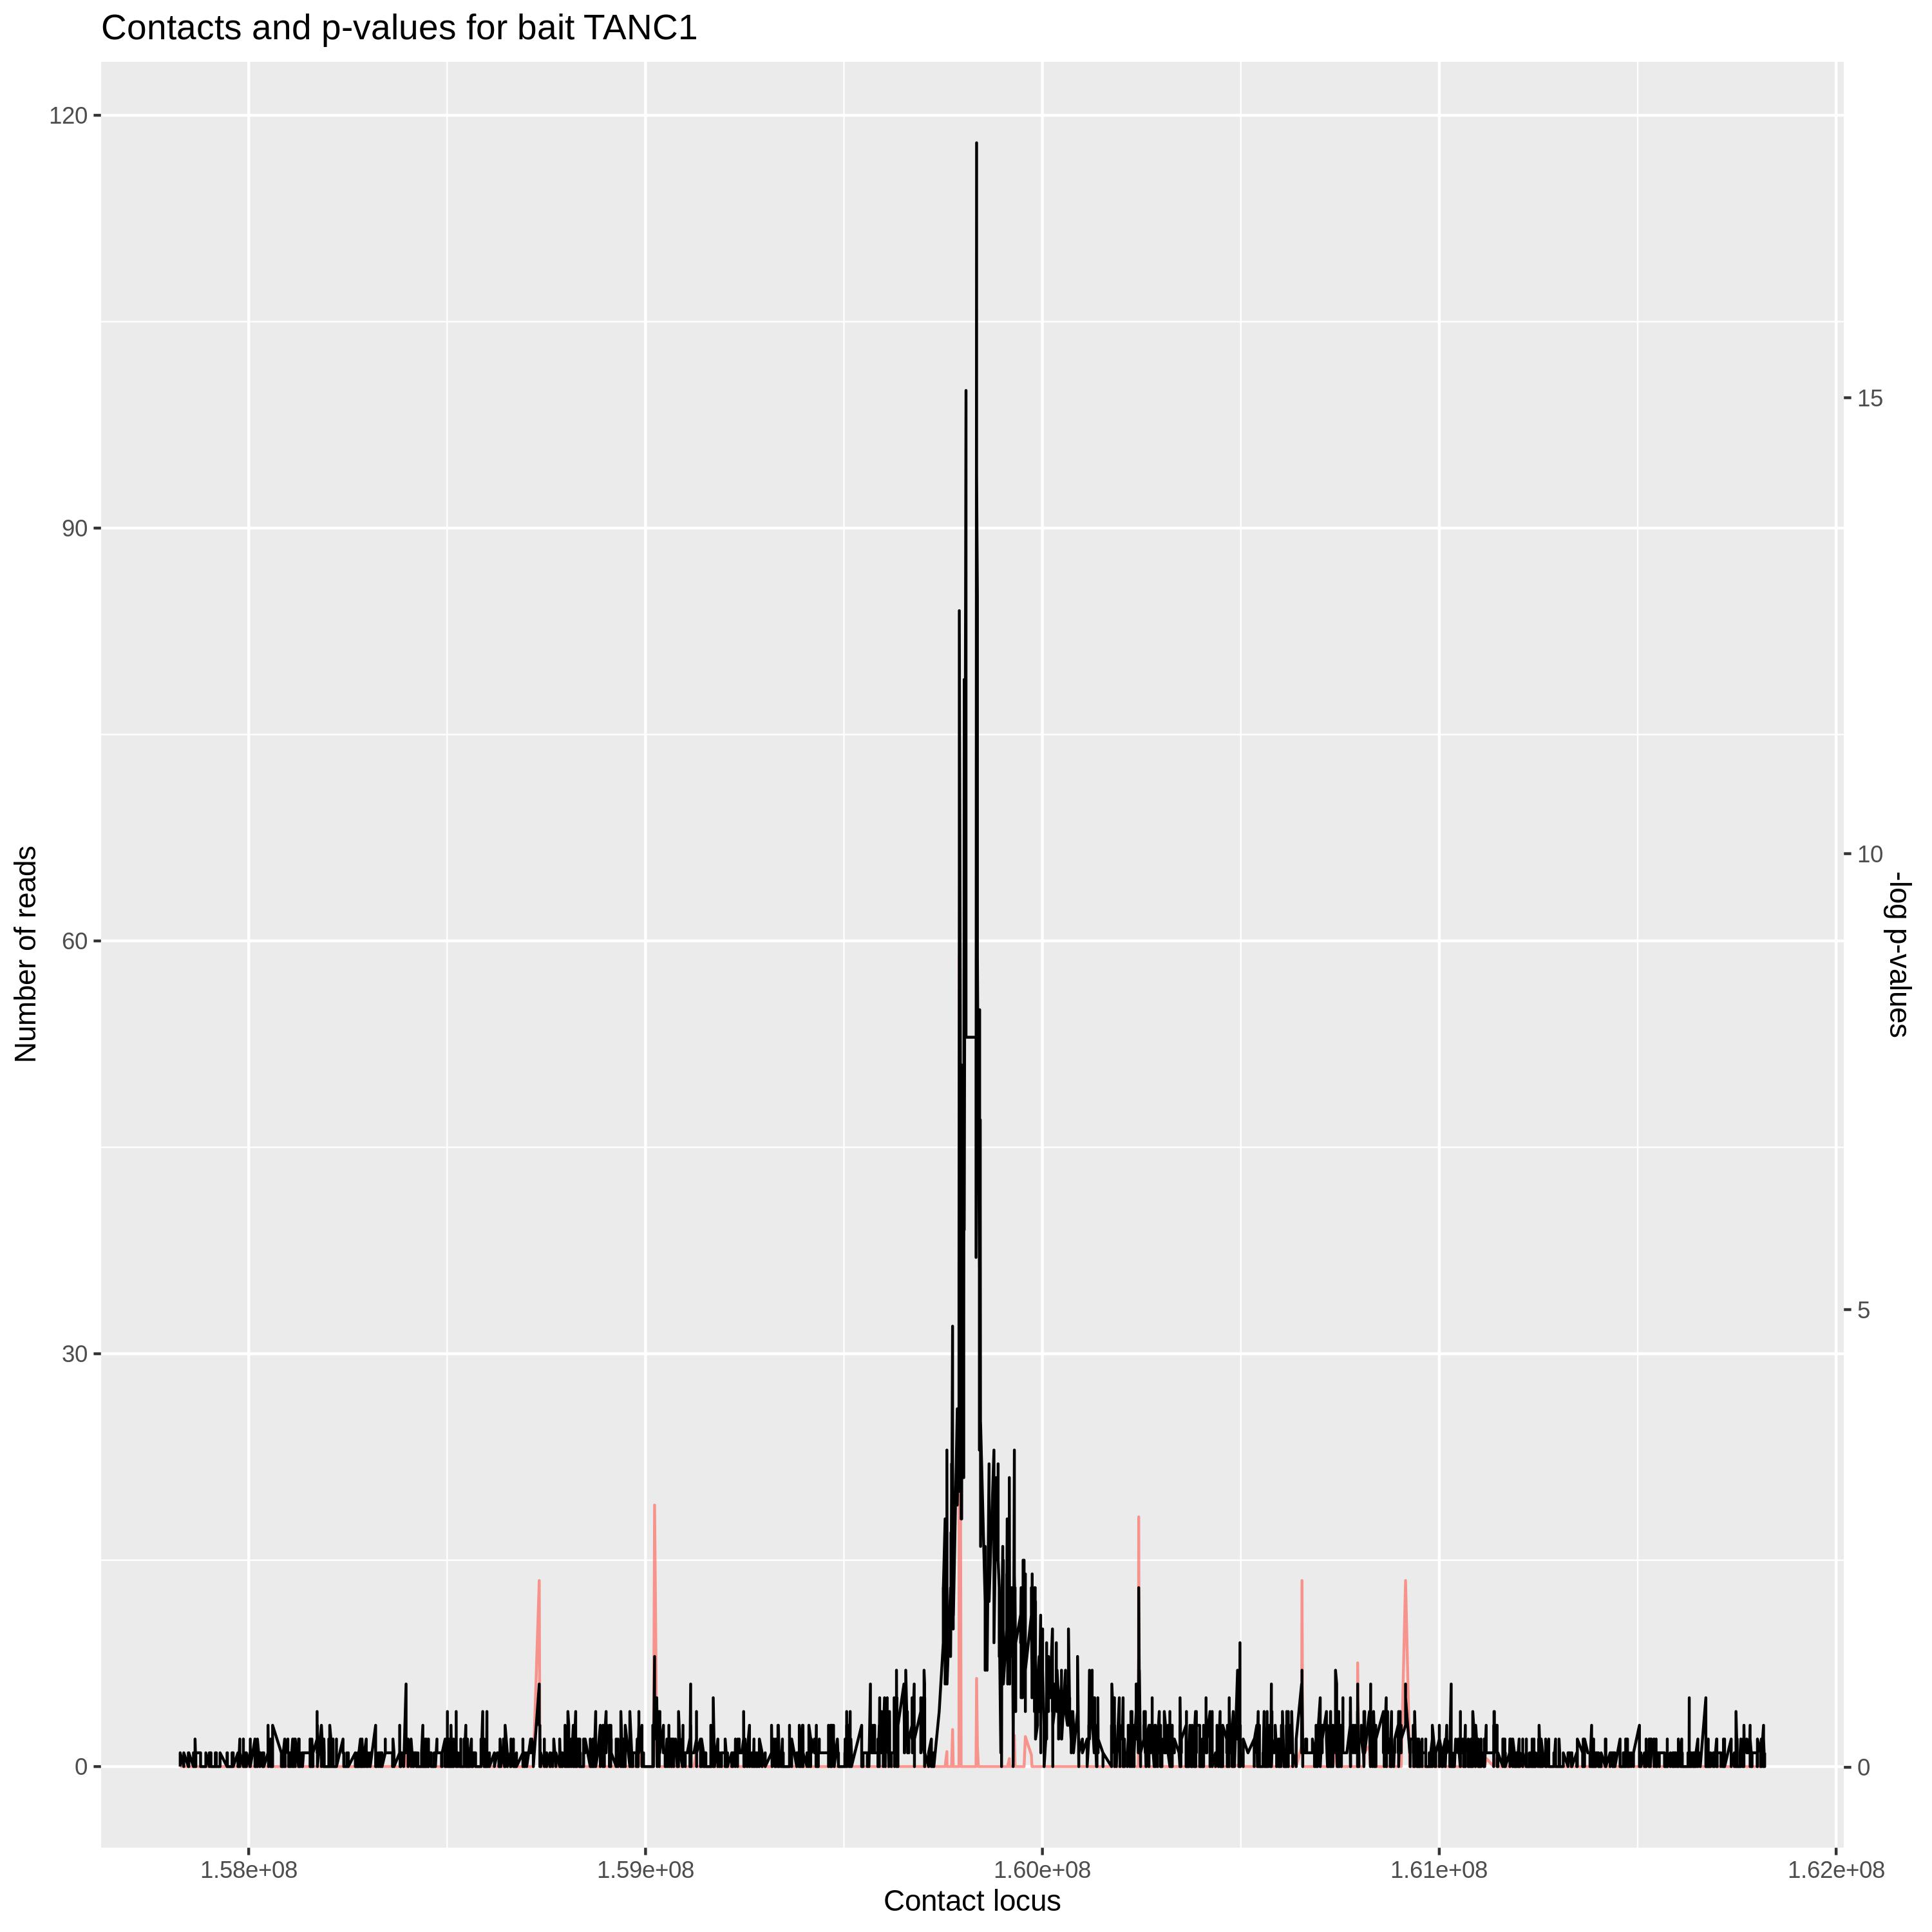 Contacts and p-values for bait TANC1
120
90
60
30
0
Number of reads
15
10
5
0
-log p-values
1.58e+08 1.59e+08 1.60e+08 1.61e+08 1.62e+08
Contact locus